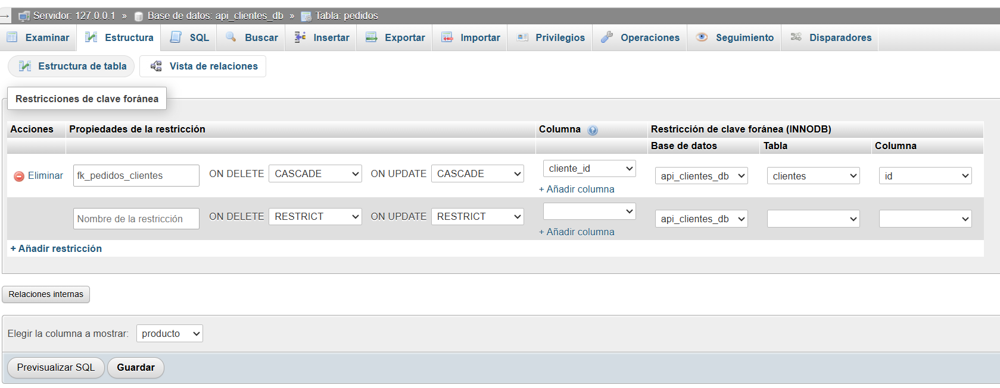 → Servidor: 127.0.0.1 » Base de datos: api_clientes_db » Tabla: pedidos
Examinar Estructura SQL Buscar Insertar Exportar Importar Privilegios Operaciones Seguimiento Disparadores
Estructura de tabla Vista de relaciones
Restricciones de clave foránea
Acciones Propiedades de la restricción Columna Restricción de clave foránea (INNODB)
Base de datos Tabla Columna
Eliminar fk_pedidos_clientes ON DELETE CASCADE ON UPDATE CASCADE cliente_id api_clientes_db clientes id
+ Añadir columna
Nombre de la restricción ON DELETE RESTRICT ON UPDATE RESTRICT api_clientes_db
+ Añadir columna
+ Añadir restricción
Relaciones internas
Elegir la columna a mostrar: producto
Previsualizar SQL Guardar